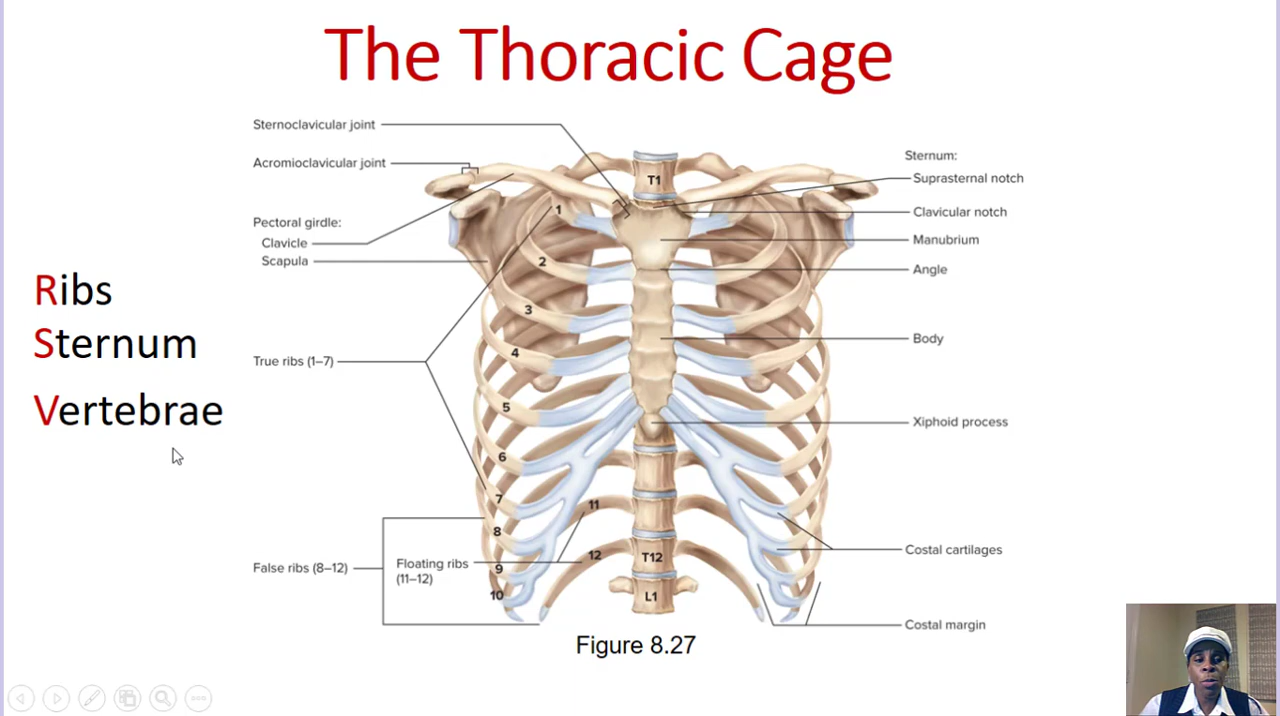 The Thoracic Cage
Ribs
Sternum
Vertebrae
Sternoclavicular joint
Acromioclavicular joint
Pectoral girdle:
Clavicle
Scapula
True ribs (1–7)
False ribs (8–12)
Floating ribs
(11–12)
T1
1
2
3
4
5
6
7
8
9
10
11
12
T12
L1
Sternum:
Suprasternal notch
Clavicular notch
Manubrium
Angle
Body
Xiphoid process
Costal cartilages
Costal margin
Figure 8.27